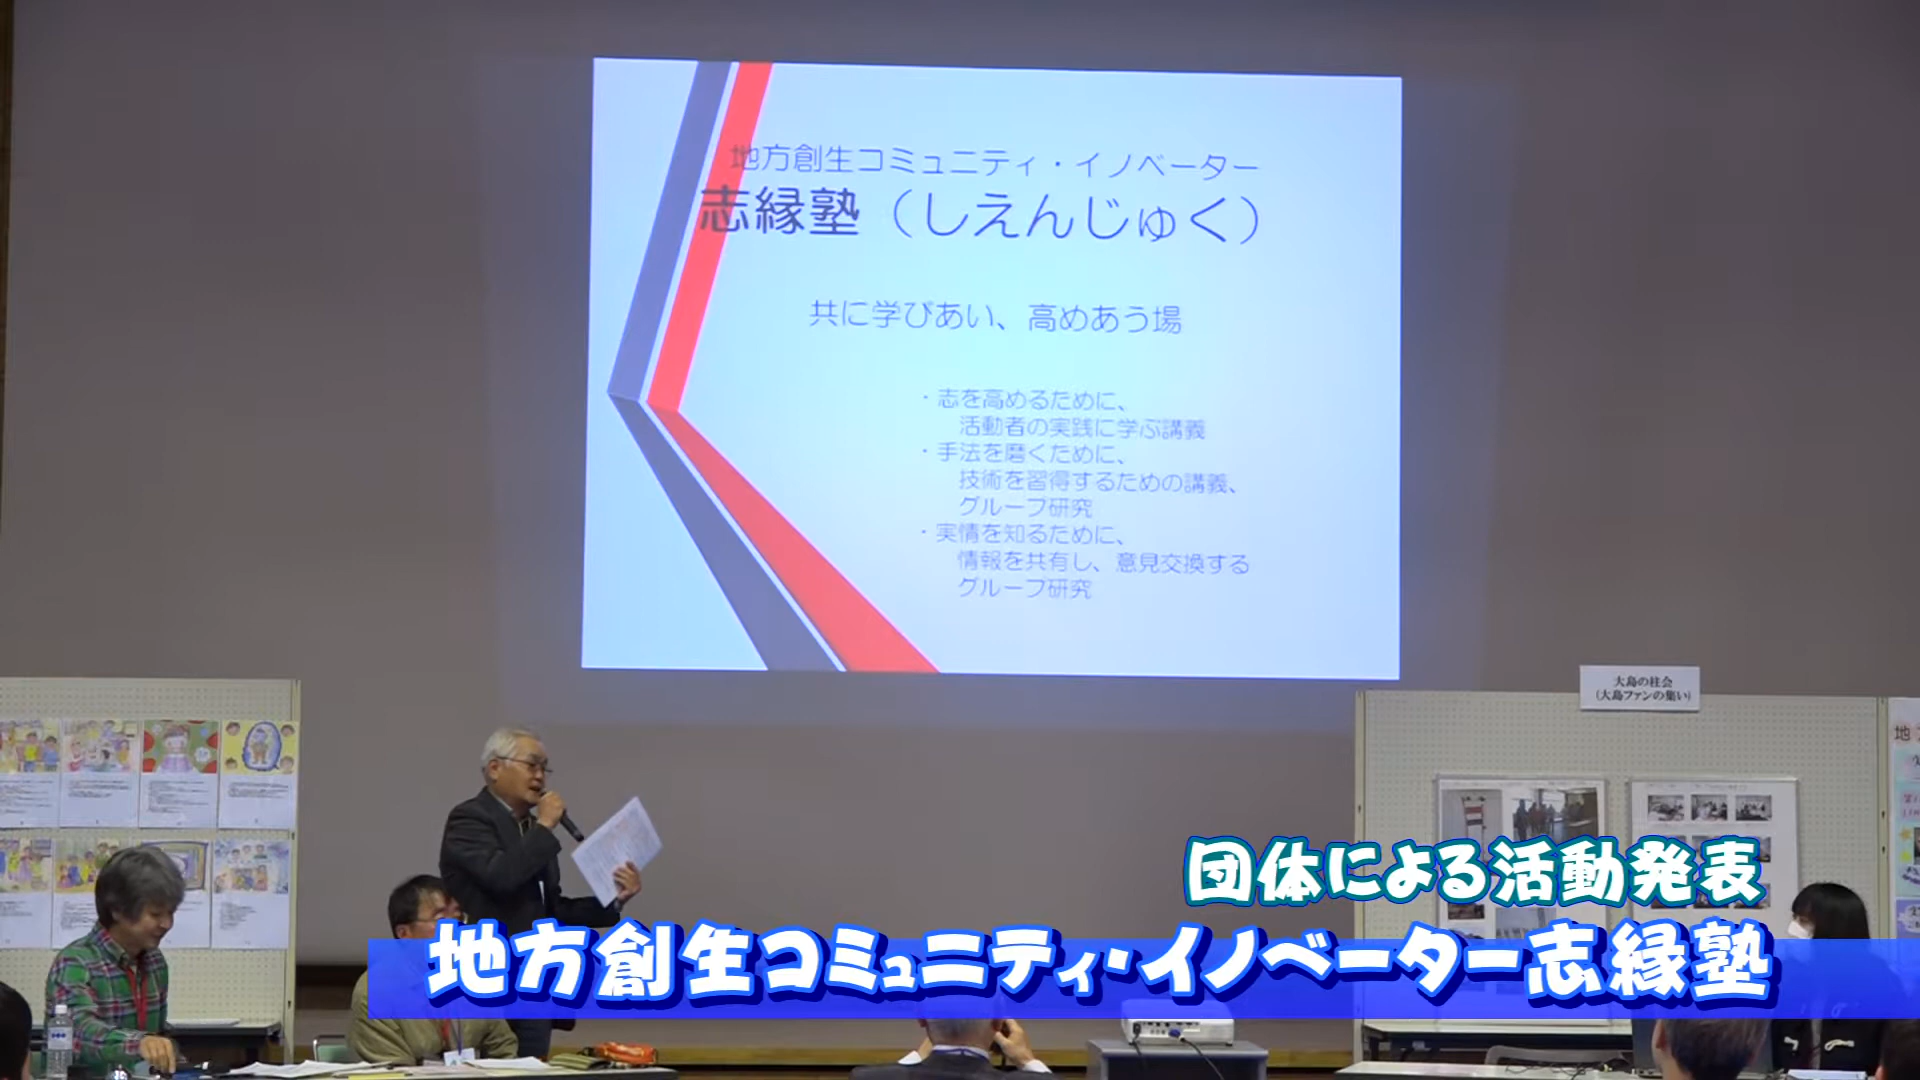 地方創生コミュニティ・イノベーター
志縁塾（しえんじゅく）
共に学びあい、高めあう場
・志を高めるために、
活動者の実践に学ぶ講義
・手法を磨くために、
技術を習得するための講義、
グループ研究
・実情を知るために、
情報を共有し、意見交換する
グループ研究
大島の柱会
（大島ファンの集い）
地
団体による活動発表
地方創生コミュニティ・イノベーター志縁塾